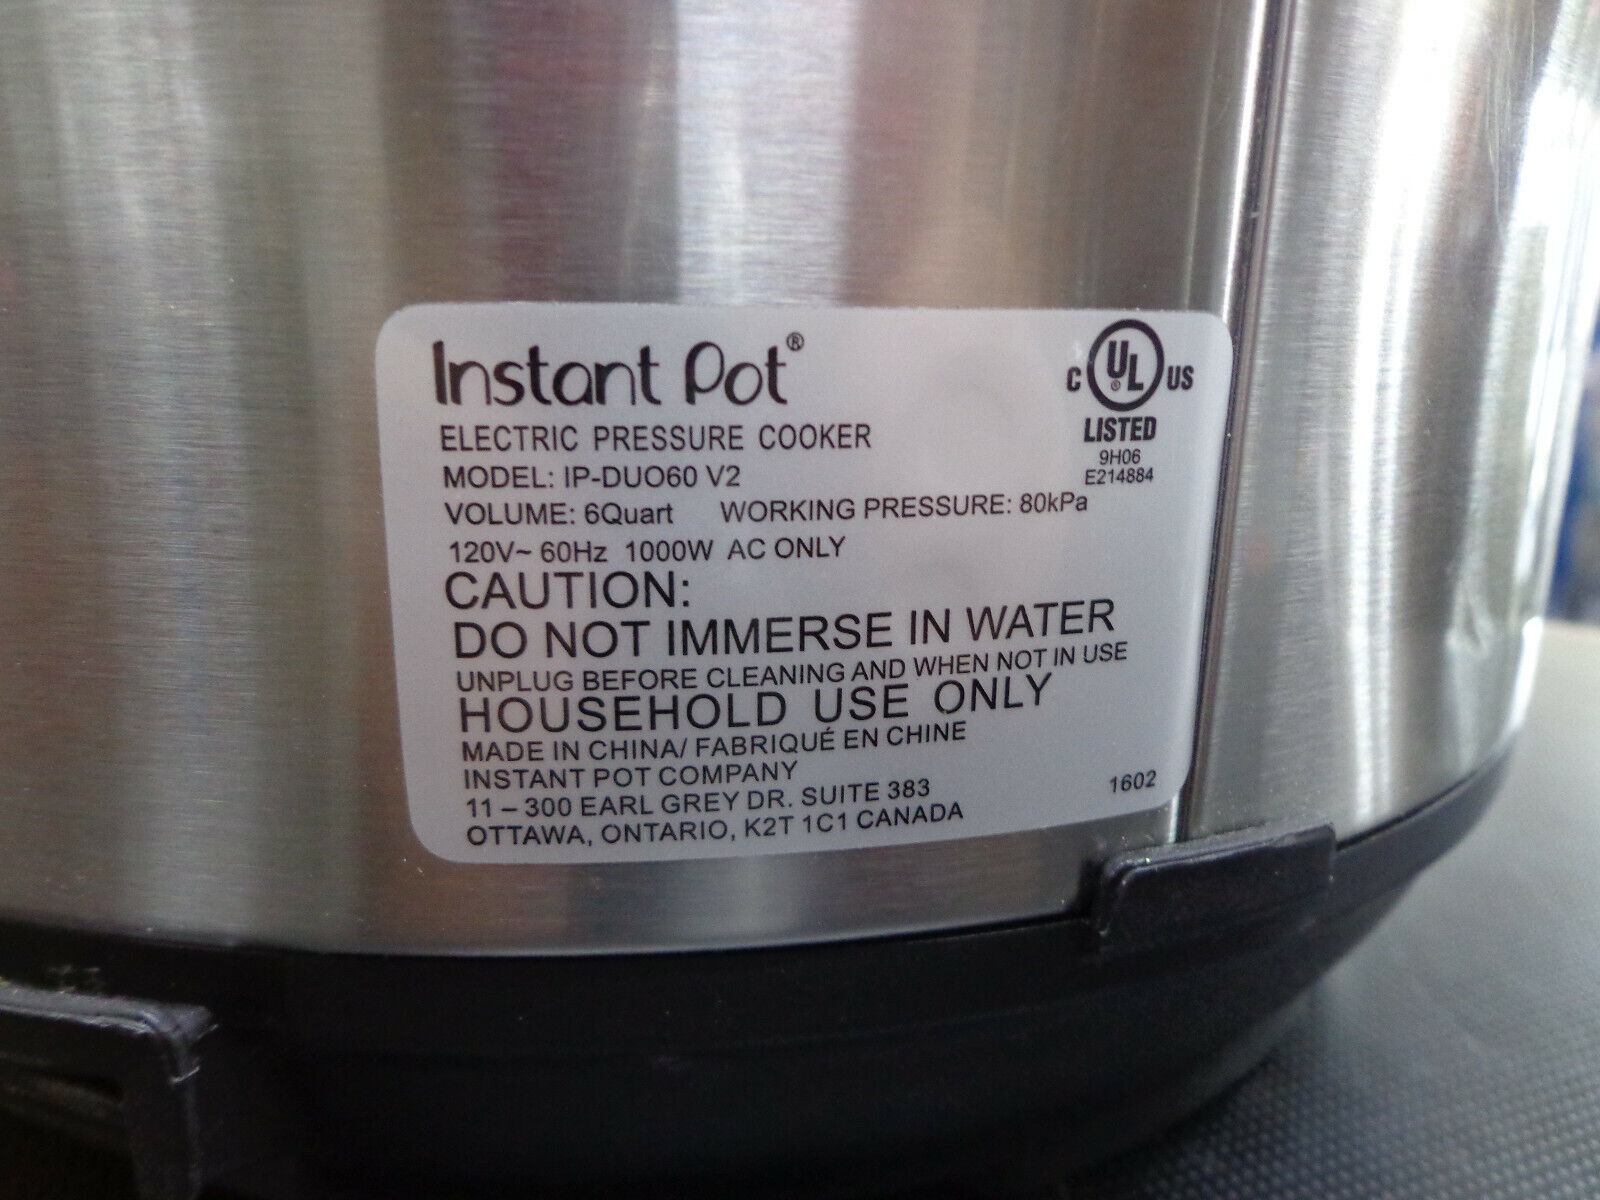 Instant Pot®
C UL® US
LISTED
9H06
E214884
ELECTRIC PRESSURE COOKER
MODEL: IP-DUO60 V2
VOLUME: 6Quart WORKING PRESSURE: 80kPa
120V~ 60Hz 1000W AC ONLY
CAUTION:
DO NOT IMMERSE IN WATER
UNPLUG BEFORE CLEANING AND WHEN NOT IN USE
HOUSEHOLD USE ONLY
MADE IN CHINA/ FABRIQUÉ EN CHINE
INSTANT POT COMPANY
11 – 300 EARL GREY DR. SUITE 383
OTTAWA, ONTARIO, K2T 1C1 CANADA
1602